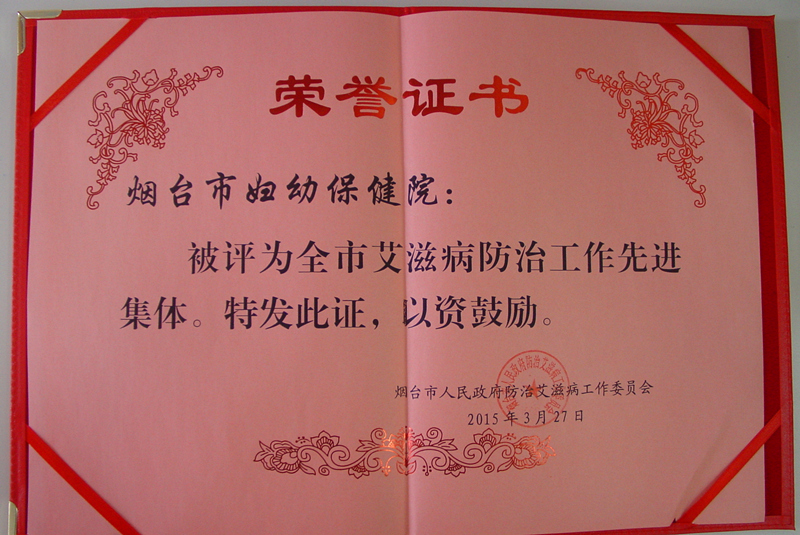 荣誉证书
烟台市妇幼保健院：
被评为全市艾滋病防治工作先进
集体。特发此证，以资鼓励。
烟台市人民政府防治艾滋病工作委员会
2015年3月27日